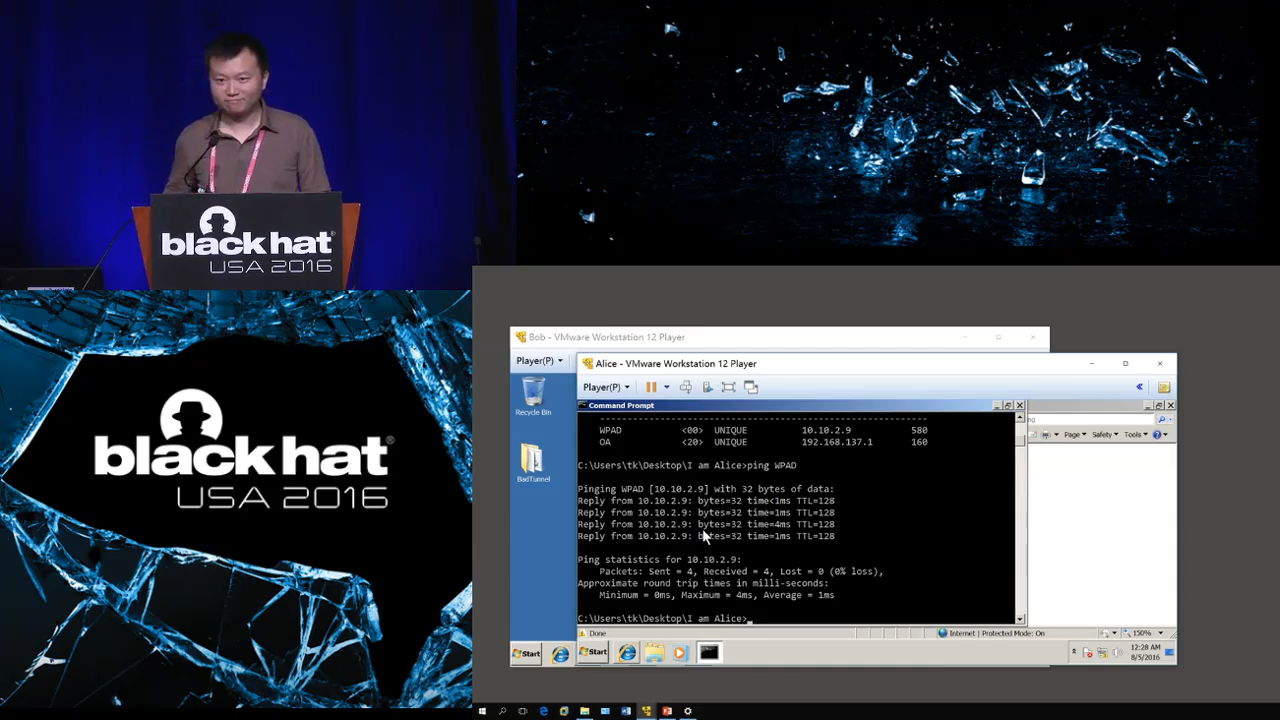 black hat®
USA 2016
black hat®
USA 2016
Bob - VMware Workstation 12 Player
Player(P)
Alice - VMware Workstation 12 Player
Player(P)
Recycle Bin
BadTunnel
Command Prompt
-----------------------------------------------------------
WPAD <00> UNIQUE 10.10.2.9 580
OA <20> UNIQUE 192.168.137.1 160
C:\Users\tk\Desktop\I am Alice>ping WPAD
Pinging WPAD [10.10.2.9] with 32 bytes of data:
Reply from 10.10.2.9: bytes=32 time<1ms TTL=128
Reply from 10.10.2.9: bytes=32 time=1ms TTL=128
Reply from 10.10.2.9: bytes=32 time=4ms TTL=128
Reply from 10.10.2.9: bytes=32 time=1ms TTL=128
Ping statistics for 10.10.2.9:
Packets: Sent = 4, Received = 4, Lost = 0 (0% loss),
Approximate round trip times in milli-seconds:
Minimum = 0ms, Maximum = 4ms, Average = 1ms
C:\Users\tk\Desktop\I am Alice>_
Page Safety Tools
Done
Internet | Protected Mode: On
150%
Start
Start
12:28 AM
8/5/2016